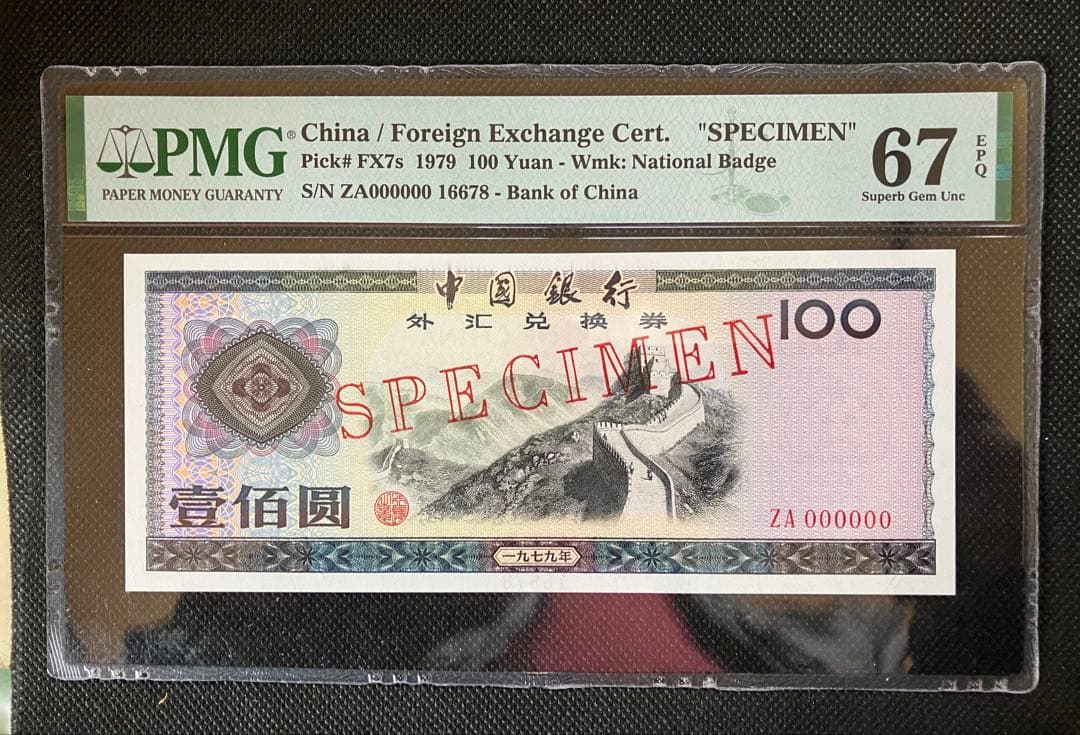 PMG®
PAPER MONEY GUARANTY
China / Foreign Exchange Cert. "SPECIMEN"
Pick# FX7s 1979 100 Yuan - Wmk: National Badge
S/N ZA000000 16678 - Bank of China
67
EPQ
Superb Gem Unc
中国銀行
外汇兑换券
100
SPECIMEN
壹佰圆
ZA 000000
一九七九年